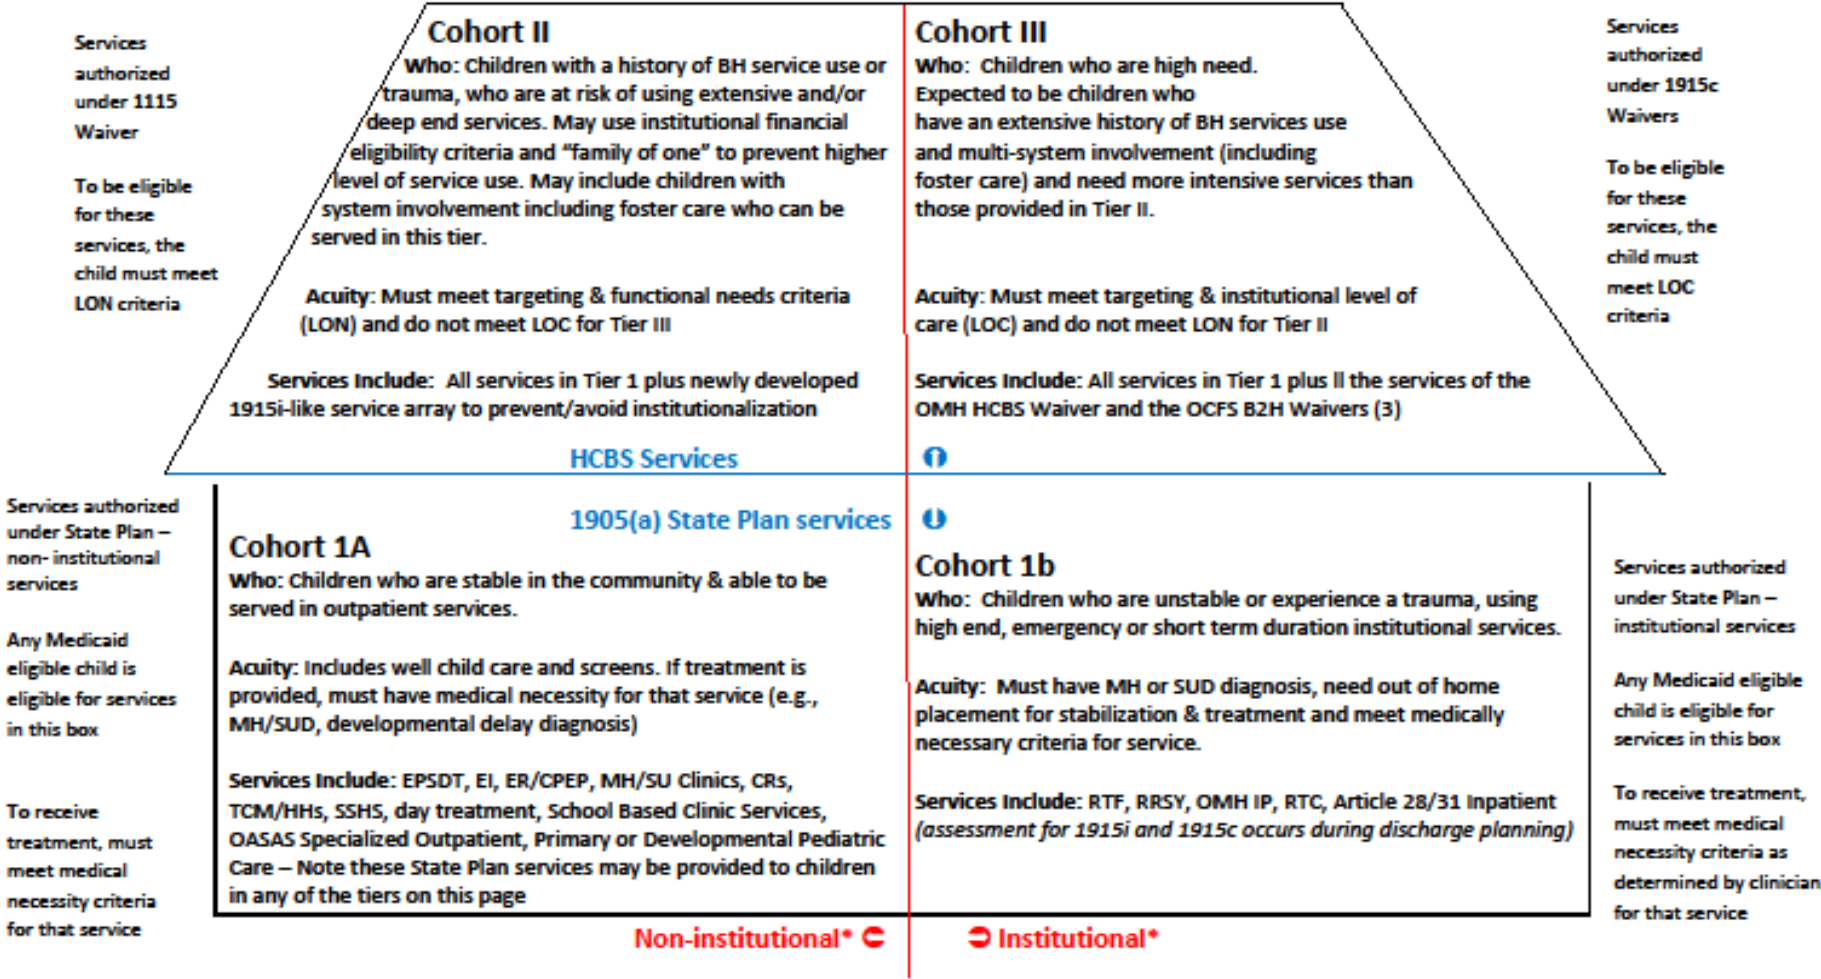 Services
authorized
under 1115
Waiver
To be eligible
for these
services, the
child must meet
LON criteria
Cohort II
Who: Children with a history of BH service use or
trauma, who are at risk of using extensive and/or
deep end services. May use institutional financial
eligibility criteria and “family of one” to prevent higher
level of service use. May include children with
system involvement including foster care who can be
served in this tier.
Acuity: Must meet targeting & functional needs criteria
(LON) and do not meet LOC for Tier III
Services Include: All services in Tier 1 plus newly developed
1915i-like service array to prevent/avoid institutionalization
Cohort III
Who: Children who are high need.
Expected to be children who
have an extensive history of BH services use
and multi-system involvement (including
foster care) and need more intensive services than
those provided in Tier II.
Acuity: Must meet targeting & institutional level of
care (LOC) and do not meet LON for Tier II
Services Include: All services in Tier 1 plus ll the services of the
OMH HCBS Waiver and the OCFS B2H Waivers (3)
Services
authorized
under 1915c
Waivers
To be eligible
for these
services, the
child must
meet LOC
criteria
HCBS Services
1905(a) State Plan services
Services authorized
under State Plan –
non- institutional
services
Any Medicaid
eligible child is
eligible for services
in this box
To receive
treatment, must
meet medical
necessity criteria
for that service
Cohort 1A
Who: Children who are stable in the community & able to be
served in outpatient services.
Acuity: Includes well child care and screens. If treatment is
provided, must have medical necessity for that service (e.g.,
MH/SUD, developmental delay diagnosis)
Services Include: EPSDT, EI, ER/CPEP, MH/SU Clinics, CRs,
TCM/HHs, SSHS, day treatment, School Based Clinic Services,
OASAS Specialized Outpatient, Primary or Developmental Pediatric
Care – Note these State Plan services may be provided to children
in any of the tiers on this page
Cohort 1b
Who: Children who are unstable or experience a trauma, using
high end, emergency or short term duration institutional services.
Acuity: Must have MH or SUD diagnosis, need out of home
placement for stabilization & treatment and meet medically
necessary criteria for service.
Services Include: RTF, RRSY, OMH IP, RTC, Article 28/31 Inpatient
(assessment for 1915i and 1915c occurs during discharge planning)
Services authorized
under State Plan –
institutional services
Any Medicaid eligible
child is eligible for
services in this box
To receive treatment,
must meet medical
necessity criteria as
determined by clinician
for that service
Non-institutional*
Institutional*